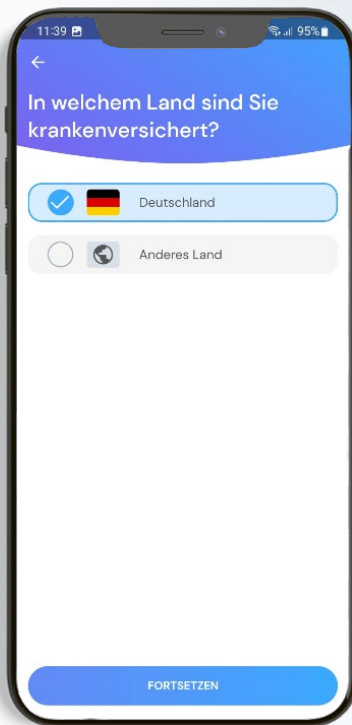 11:39
95%
In welchem Land sind Sie
krankenversichert?
Deutschland
Anderes Land
FORTSETZEN